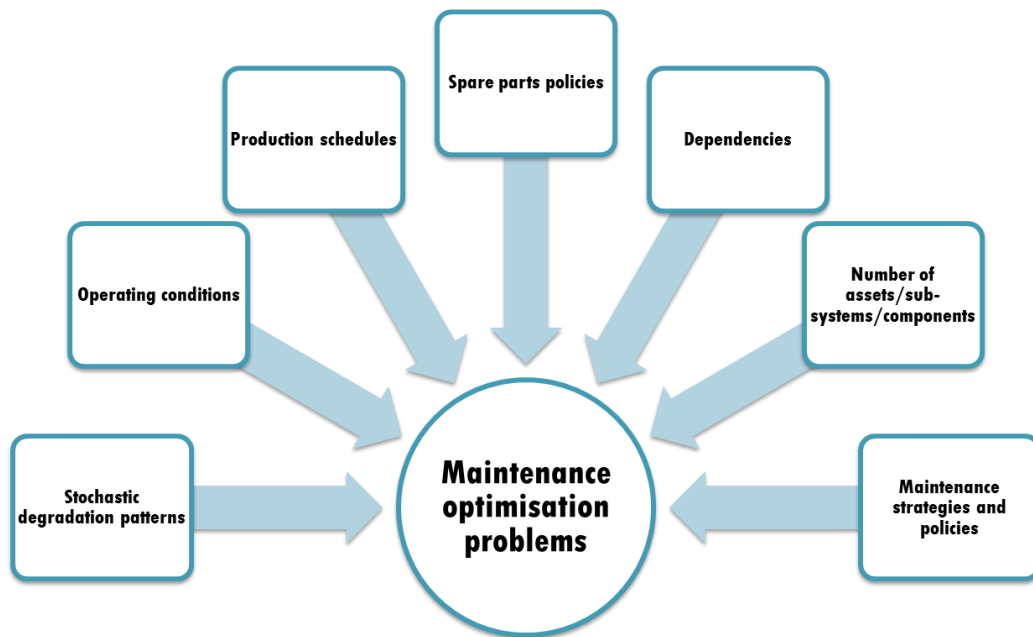 Spare parts policies
Production schedules
Dependencies
Operating conditions
Number of
assets/sub-
systems/components
Stochastic
degradation patterns
Maintenance
optimisation
problems
Maintenance
strategies and
policies